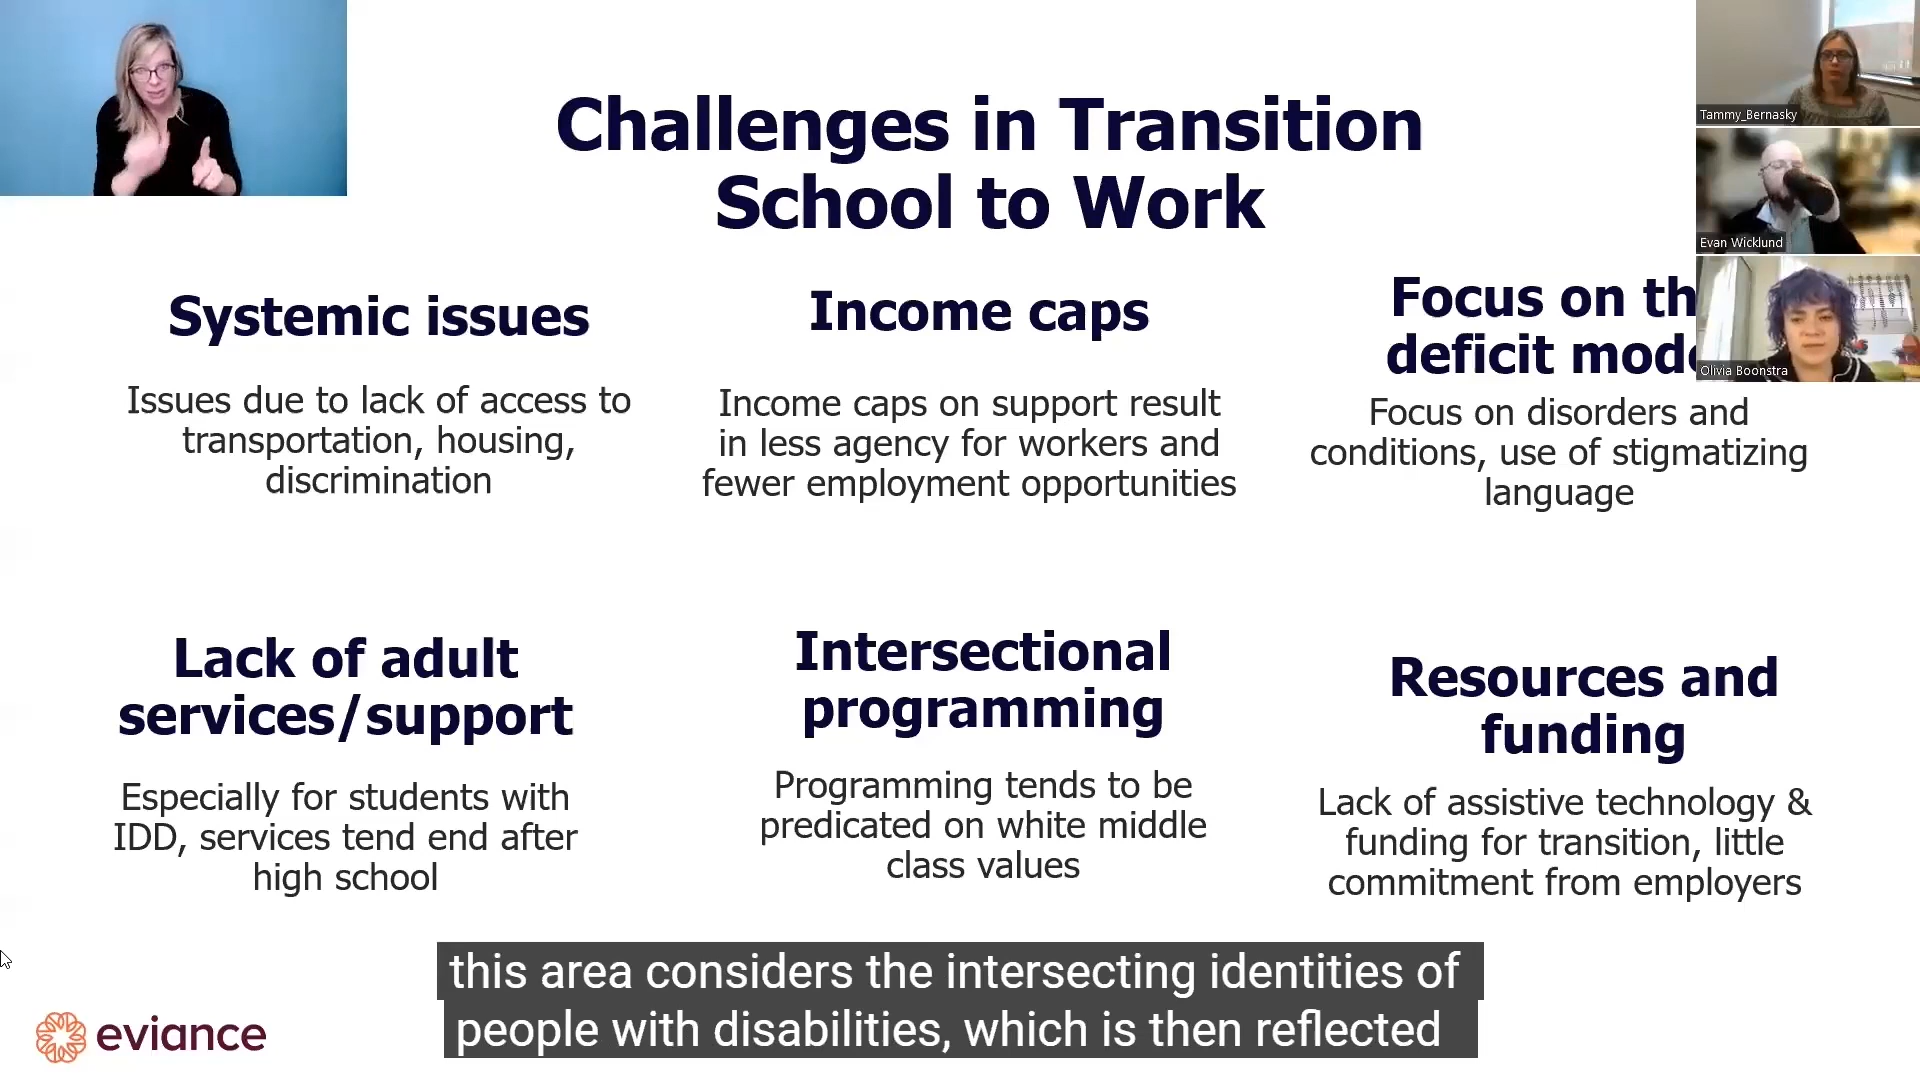 Challenges in Transition
School to Work
Tammy_Bernasky
Evan Wicklund
Olivia Boonstra
Systemic issues
Issues due to lack of access to
transportation, housing,
discrimination
Income caps
Income caps on support result
in less agency for workers and
fewer employment opportunities
Focus on th
deficit mod
Focus on disorders and
conditions, use of stigmatizing
language
Lack of adult
services/support
Especially for students with
IDD, services tend end after
high school
Intersectional
programming
Programming tends to be
predicated on white middle
class values
Resources and
funding
Lack of assistive technology &
funding for transition, little
commitment from employers
this area considers the intersecting identities of
people with disabilities, which is then reflected
eviance